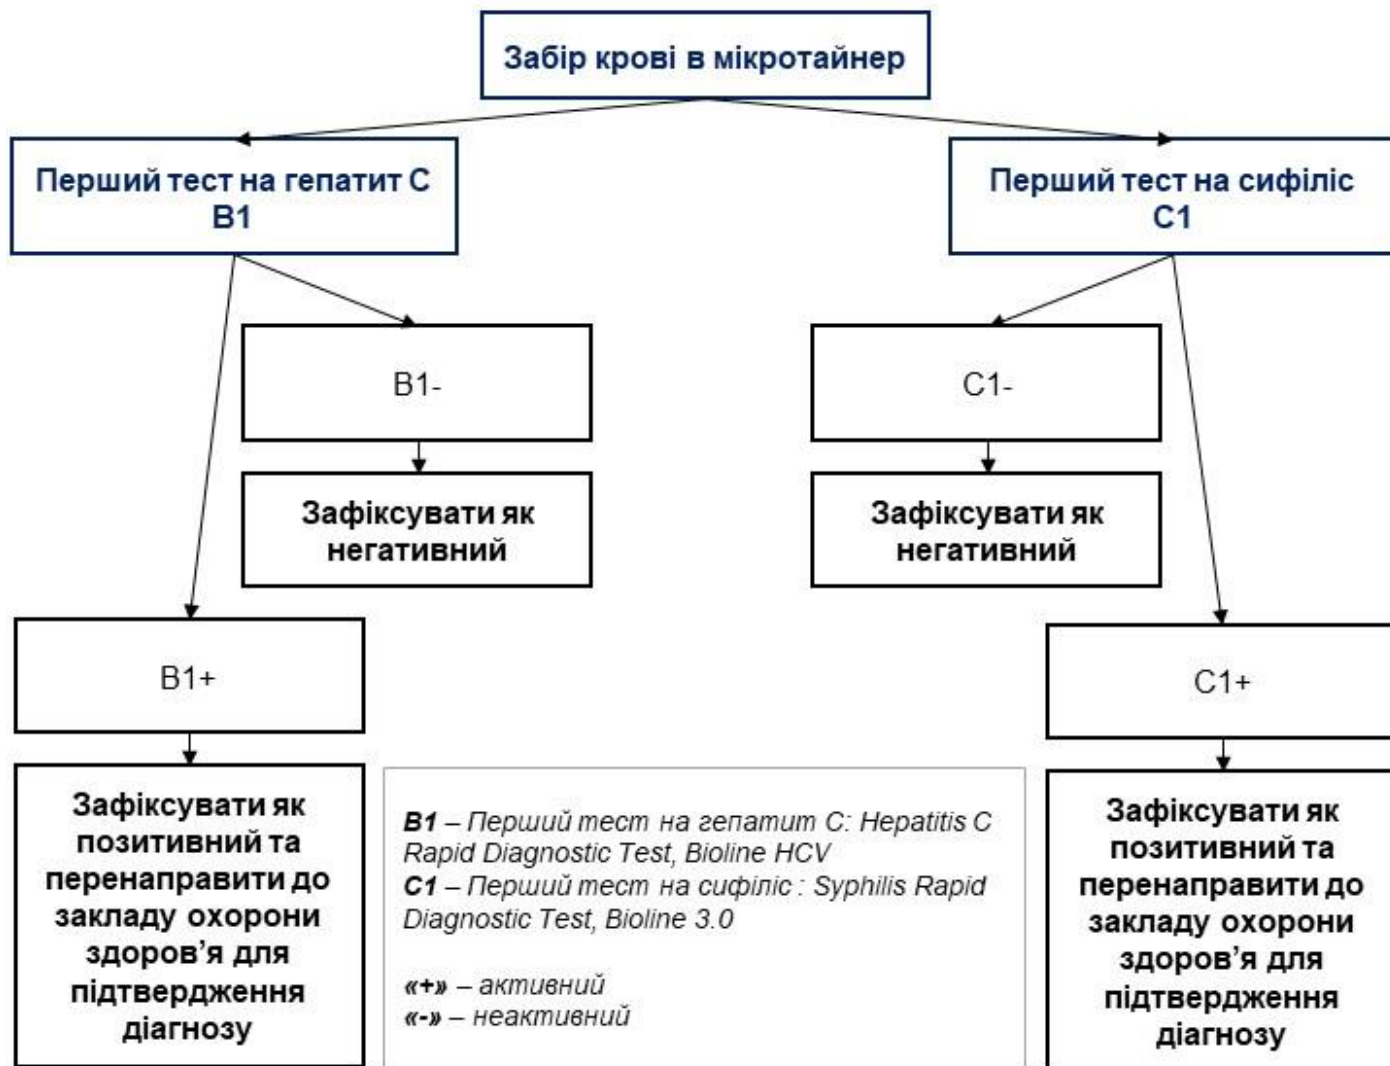 Забір крові в мікротайнер
Перший тест на гепатит С
В1
Перший тест на сифіліс
С1
В1-
С1-
Зафіксувати як
негативний
Зафіксувати як
негативний
В1+
С1+
Зафіксувати як
позитивний та
перенаправити до
закладу охорони
здоров’я для
підтвердження
діагнозу
В1 – Перший тест на гепатит С: Hepatitis C
Rapid Diagnostic Test, Bioline HCV
С1 – Перший тест на сифіліс : Syphilis Rapid
Diagnostic Test, Bioline 3.0
«+» – активний
«-» – неактивний
Зафіксувати як
позитивний та
перенаправити до
закладу охорони
здоров’я для
підтвердження
діагнозу